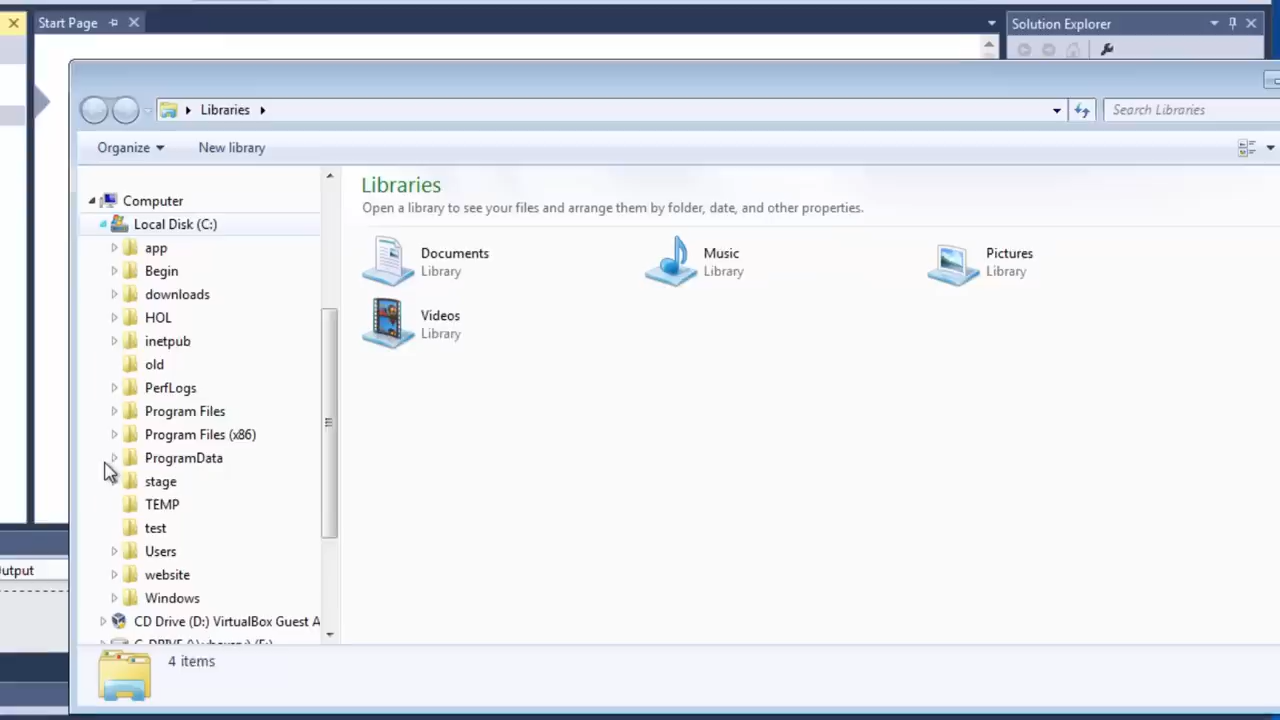 Start Page
Solution Explorer
Libraries
Search Libraries
Organize
New library
Computer
Local Disk (C:)
app
Begin
downloads
HOL
inetpub
old
PerfLogs
Program Files
Program Files (x86)
ProgramData
stage
TEMP
test
Users
website
Windows
CD Drive (D:) VirtualBox Guest A
Libraries
Open a library to see your files and arrange them by folder, date, and other properties.
Documents
Library
Music
Library
Pictures
Library
Videos
Library
4 items
utput